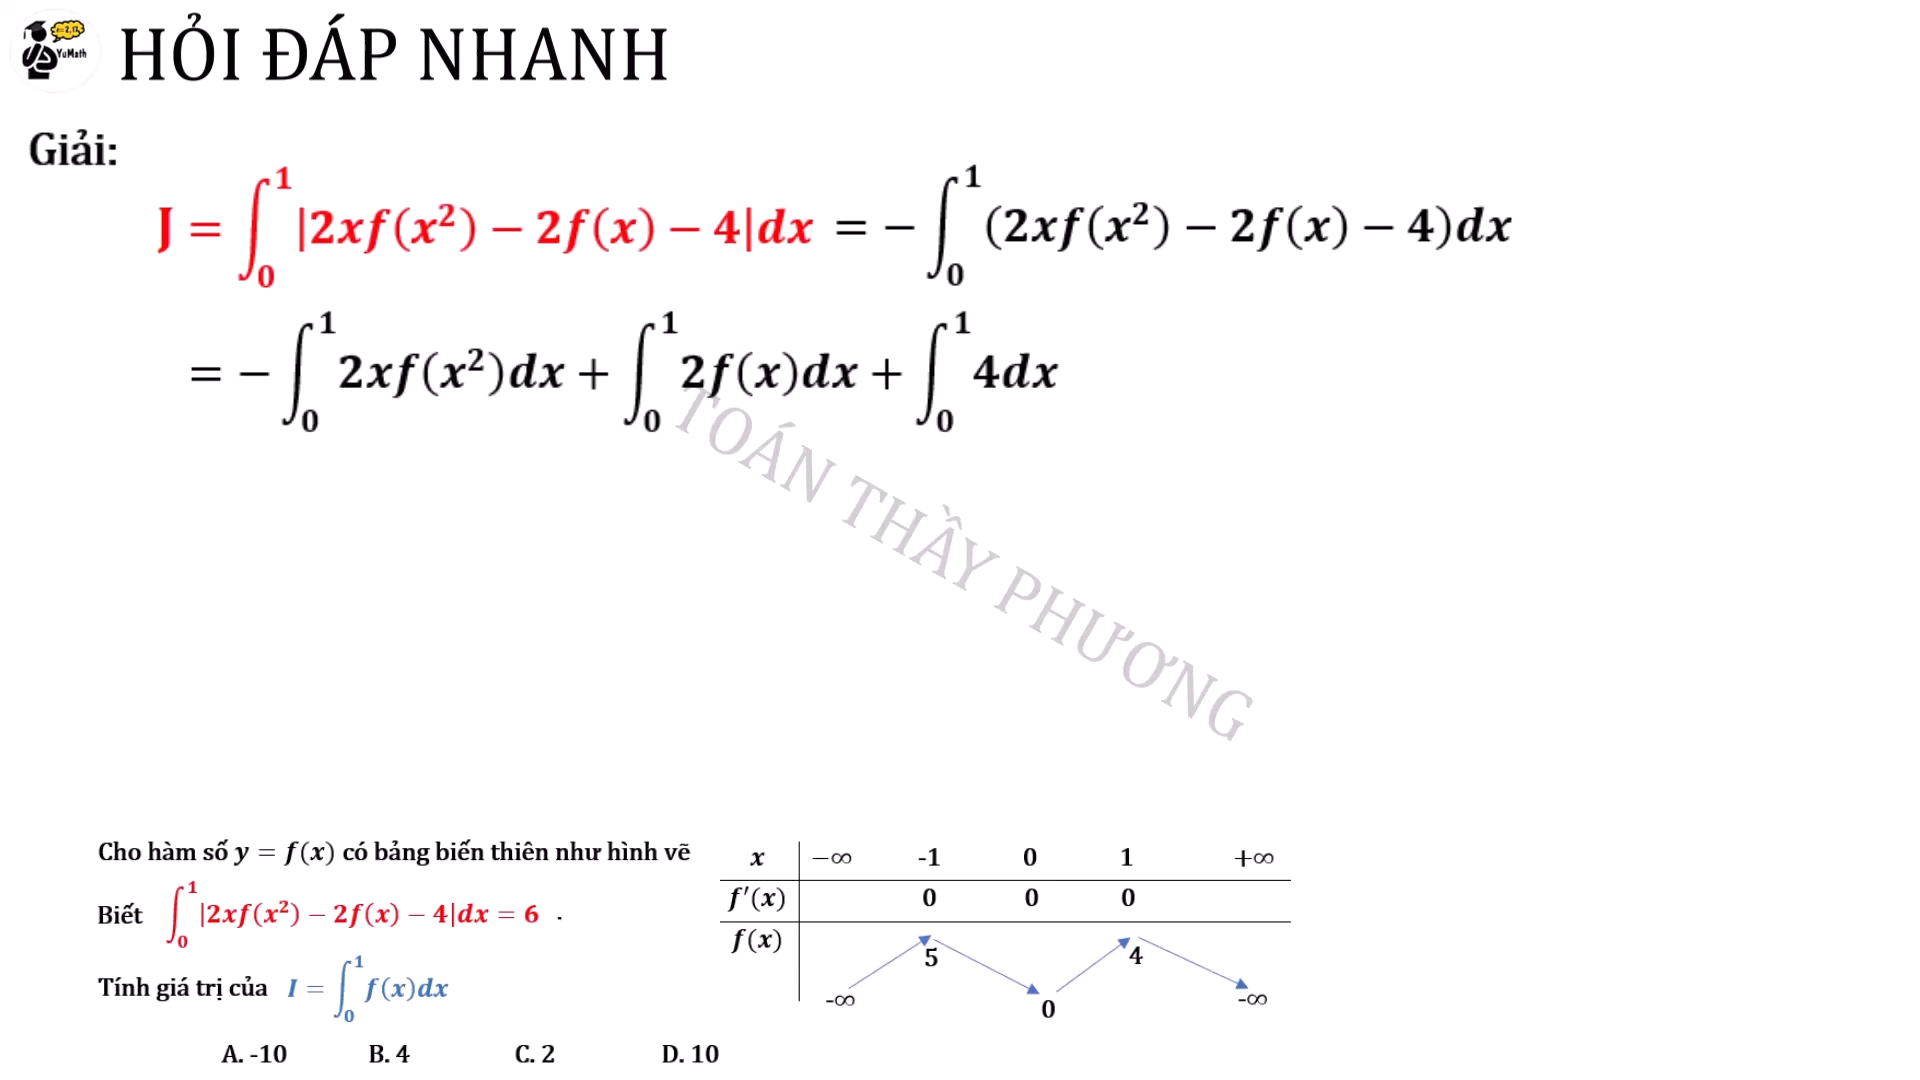 YuMath
HỎI ĐÁP NHANH
Giải:
J = ∫₀¹ |2xf(x²) − 2f(x) − 4|dx = − ∫₀¹ (2xf(x²) − 2f(x) − 4)dx
= − ∫₀¹ 2xf(x²)dx + ∫₀¹ 2f(x)dx + ∫₀¹ 4dx
TOÁN THẦY PHƯƠNG
Cho hàm số y = f(x) có bảng biến thiên như hình vẽ
Biết ∫₀¹ |2xf(x²) − 2f(x) − 4|dx = 6 .
Tính giá trị của I = ∫₀¹ f(x)dx
x −∞ -1 0 1 +∞
f′(x) 0 0 0
f(x)
5 4
-∞ 0 -∞
A. -10 B. 4 C. 2 D. 10